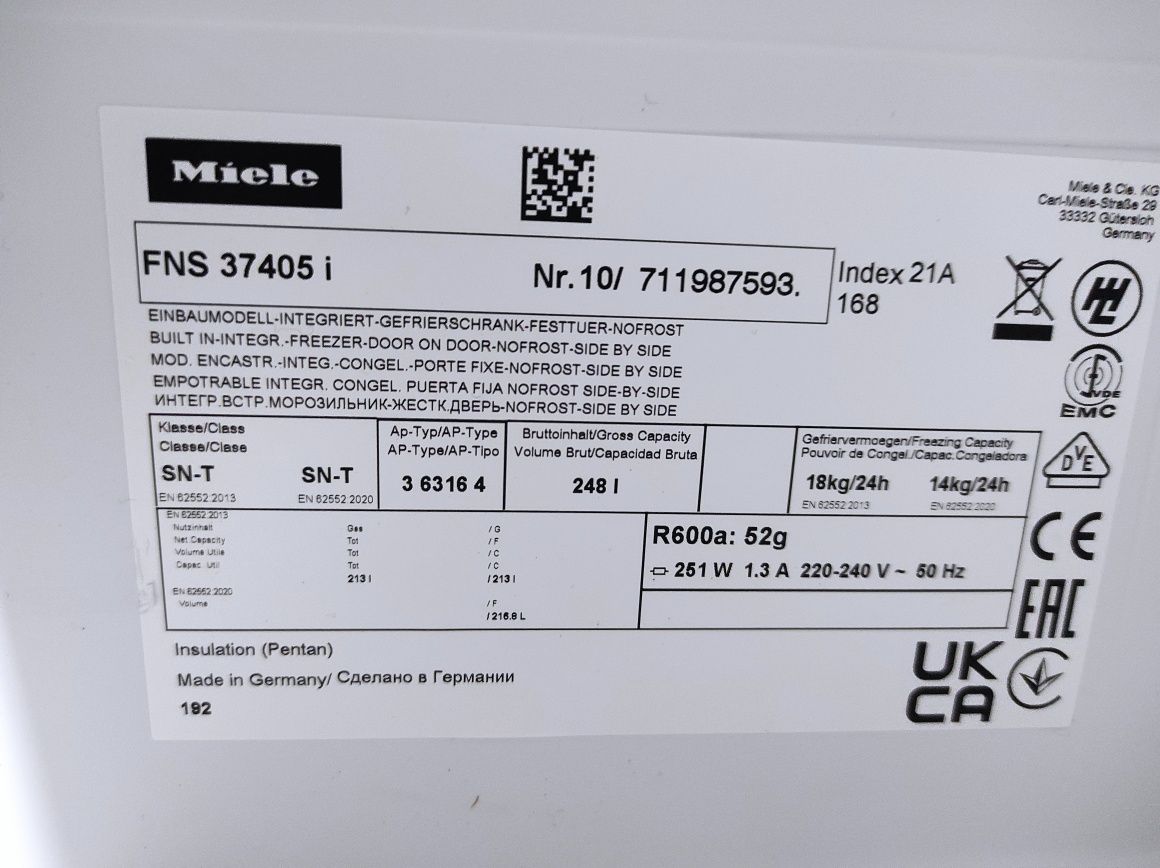 Miele
Miele & Cie. KG
Carl-Miele-Straße 29
33332 Gütersloh
Germany
FNS 37405 i
Nr.10/ 711987593.
Index 21A
168
EINBAUMODELL-INTEGRIERT-GEFRIERSCHRANK-FESTTUER-NOFROST
BUILT IN-INTEGR.-FREEZER-DOOR ON DOOR-NOFROST-SIDE BY SIDE
MOD. ENCASTR.-INTEG.-CONGEL.-PORTE FIXE-NOFROST-SIDE BY SIDE
EMPOTRABLE INTEGR. CONGEL. PUERTA FIJA NOFROST SIDE-BY-SIDE
ИНТЕГР.ВСТР.МОРОЗИЛЬНИК-ЖЕСТК.ДВЕРЬ-NOFROST-SIDE BY SIDE
VDE
EMC
Klasse/Class
Classe/Clase
SN-T SN-T
EN 62552:2013 EN 62552:2020
Ap-Typ/AP-Type
AP-Type/AP-Tipo
3 6316 4
Bruttoinhalt/Gross Capacity
Volume Brut/Capacidad Bruta
248 l
Gefriervermoegen/Freezing Capacity
Pouvoir de Congel./Capac.Congeladora
18kg/24h 14kg/24h
EN 62552:2013 EN 62552:2020
DVE
EN 62552:2013
Nutzinhalt Ges /G
Net Capacity Tot /F
Volume Utile Tot /C
Capac. Util Tot /C
213 l /213 l
EN 62552:2020
Volume /F
/216.8 L
R600a: 52g
251 W 1.3 A 220-240 V ~ 50 Hz
CE
EAC
Insulation (Pentan)
Made in Germany/ Сделано в Германии
192
UK
CA